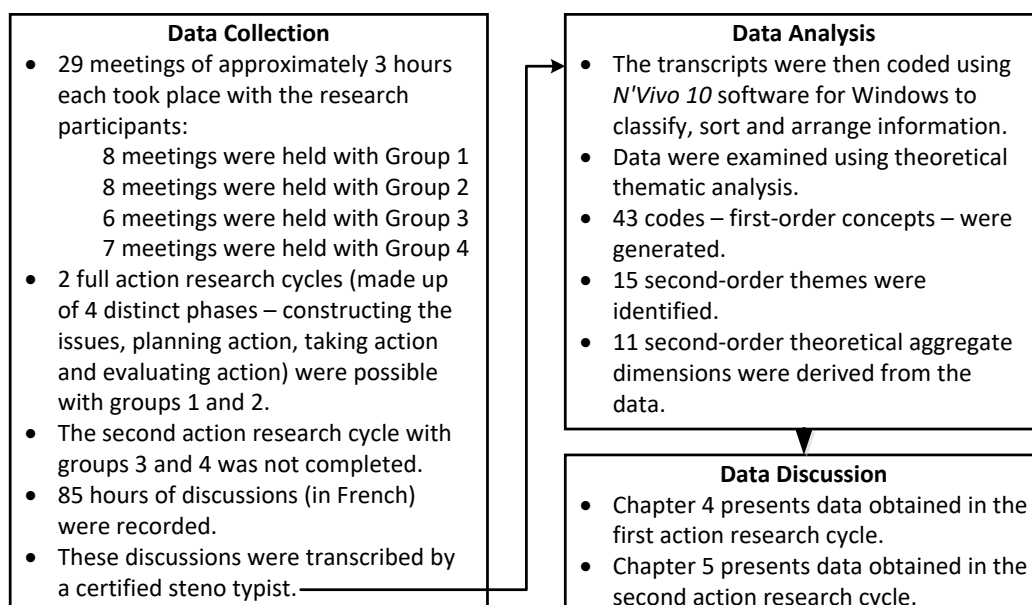 Data Collection
• 29 meetings of approximately 3 hours
each took place with the research
participants:
8 meetings were held with Group 1
8 meetings were held with Group 2
6 meetings were held with Group 3
7 meetings were held with Group 4
• 2 full action research cycles (made up
of 4 distinct phases – constructing the
issues, planning action, taking action
and evaluating action) were possible
with groups 1 and 2.
• The second action research cycle with
groups 3 and 4 was not completed.
• 85 hours of discussions (in French)
were recorded.
• These discussions were transcribed by
a certified steno typist.
Data Analysis
• The transcripts were then coded using
N'Vivo 10 software for Windows to
classify, sort and arrange information.
• Data were examined using theoretical
thematic analysis.
• 43 codes – first-order concepts – were
generated.
• 15 second-order themes were
identified.
• 11 second-order theoretical aggregate
dimensions were derived from the
data.
Data Discussion
• Chapter 4 presents data obtained in the
first action research cycle.
• Chapter 5 presents data obtained in the
second action research cycle.